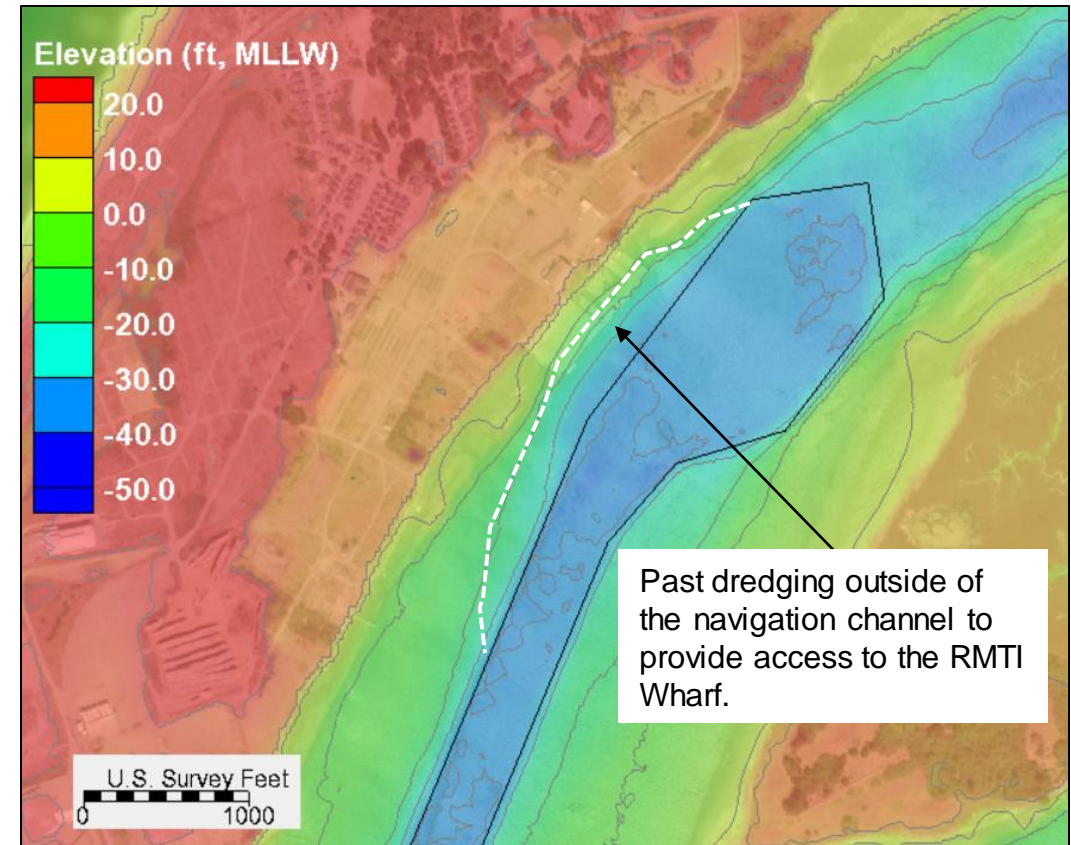 Elevation (ft, MLLW)
20.0
10.0
0.0
-10.0
-20.0
-30.0
-40.0
-50.0
Past dredging outside of
the navigation channel to
provide access to the RMTI
Wharf.
U.S. Survey Feet
0 1000